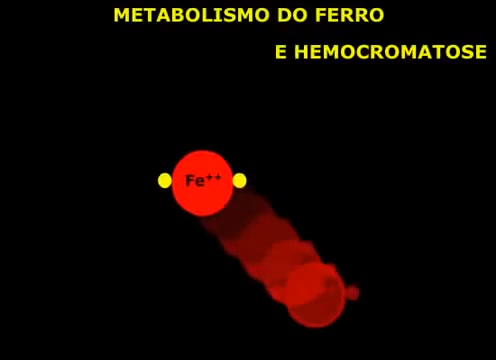 METABOLISMO DO FERRO
E HEMOCROMATOSE
Fe⁺⁺